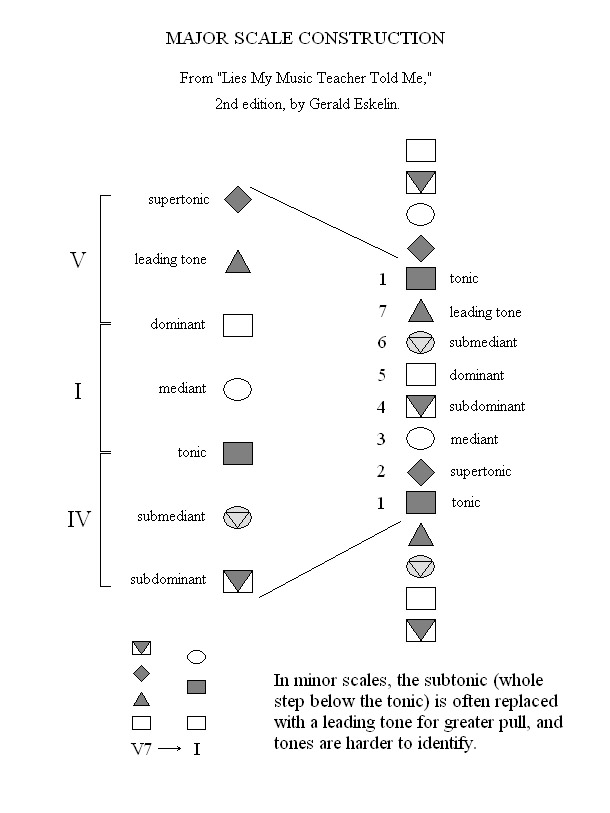 MAJOR SCALE CONSTRUCTION
From "Lies My Music Teacher Told Me,"
2nd edition, by Gerald Eskelin.
supertonic
V
leading tone
dominant
I
mediant
tonic
IV
submediant
subdominant
1 tonic
7 leading tone
6 submediant
5 dominant
4 subdominant
3 mediant
2 supertonic
1 tonic
V7 → I
In minor scales, the subtonic (whole
step below the tonic) is often replaced
with a leading tone for greater pull, and
tones are harder to identify.